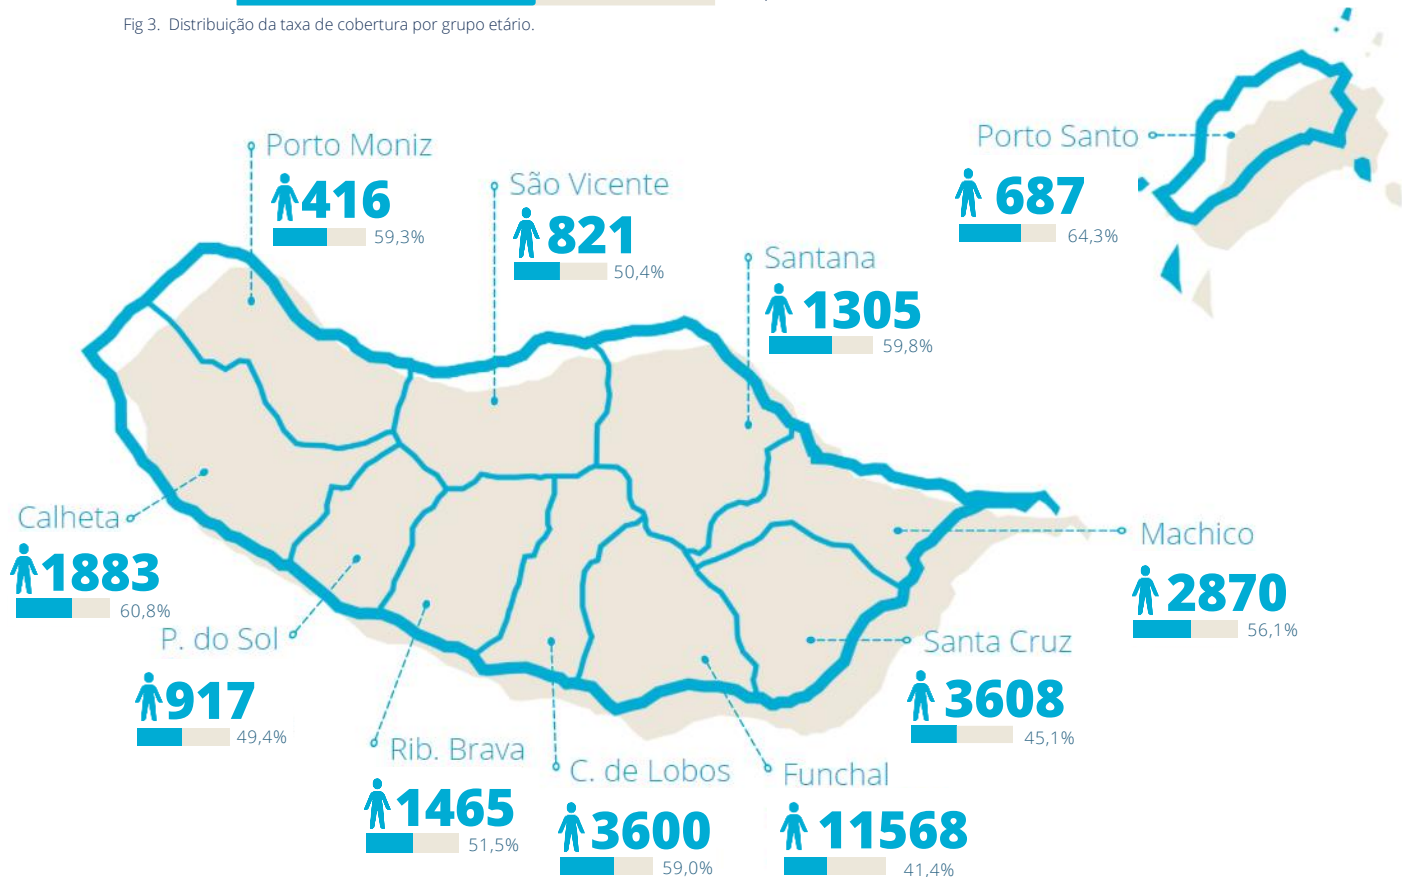 Fig 3. Distribuição da taxa de cobertura por grupo etário.
Porto Moniz
416
59,3%
São Vicente
821
50,4%
Porto Santo
687
64,3%
Santana
1305
59,8%
Calheta
1883
60,8%
Machico
2870
56,1%
P. do Sol
917
49,4%
Santa Cruz
3608
45,1%
Rib. Brava
1465
51,5%
C. de Lobos
3600
59,0%
Funchal
11568
41,4%